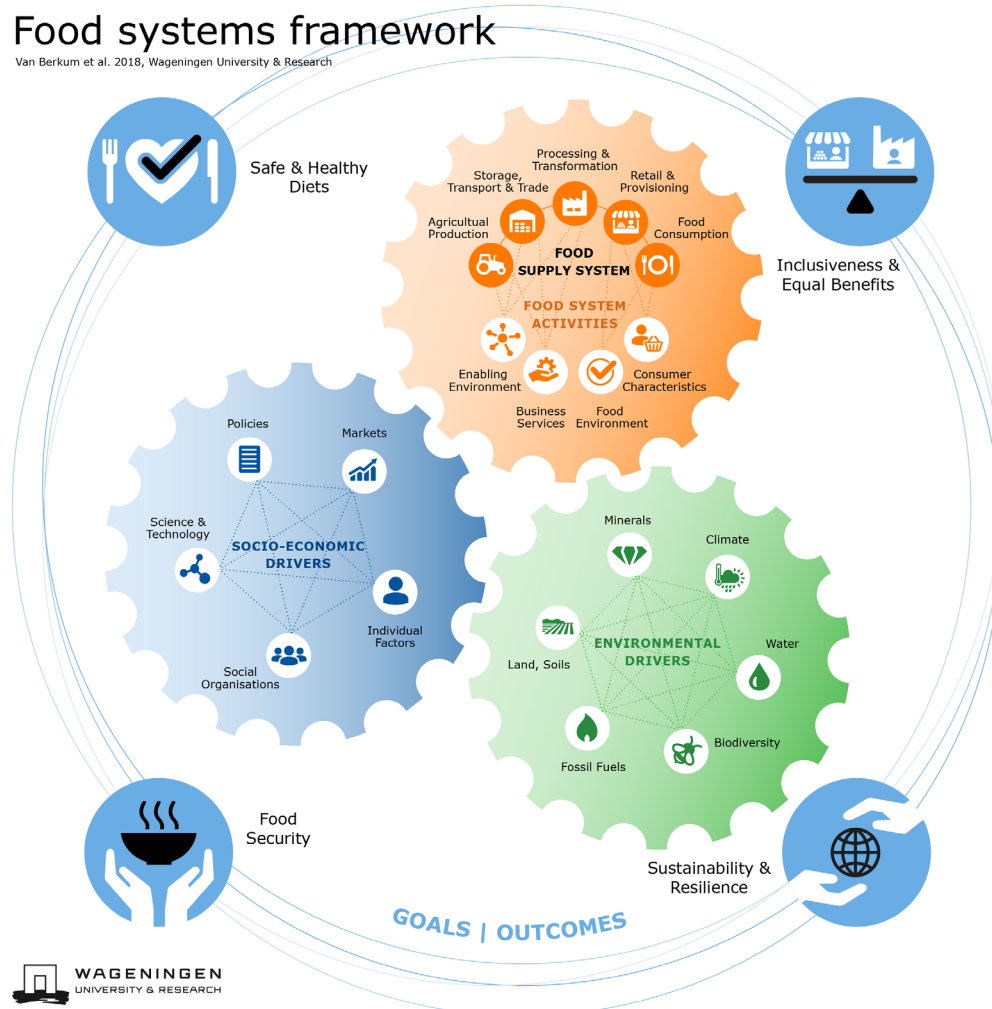 Food systems framework
Van Berkum et al. 2018, Wageningen University & Research
Safe & Healthy
Diets
Inclusiveness &
Equal Benefits
Processing &
Transformation
Storage,
Transport & Trade
Retail &
Provisioning
Agricultual
Production
Food
Consumption
FOOD
SUPPLY SYSTEM
FOOD SYSTEM
ACTIVITIES
Enabling
Environment
Business
Services
Food
Environment
Consumer
Characteristics
Policies
Markets
Science &
Technology
SOCIO-ECONOMIC
DRIVERS
Individual
Factors
Social
Organisations
Minerals
Climate
Land, Soils
ENVIRONMENTAL
DRIVERS
Water
Fossil Fuels
Biodiversity
Food
Security
Sustainability &
Resilience
GOALS | OUTCOMES
WAGENINGEN
UNIVERSITY & RESEARCH